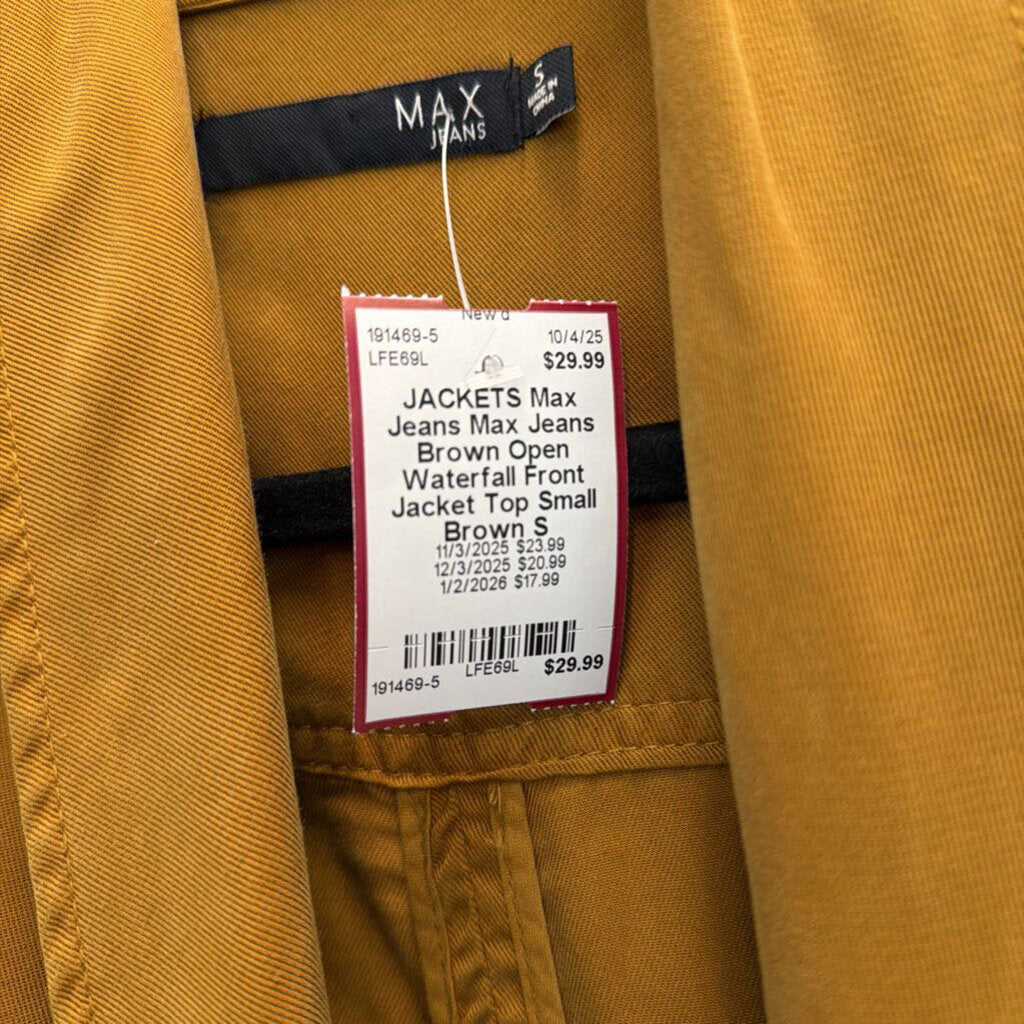 MAX
JEANS
S
MADE IN
CHINA
New d
191469-5 10/4/25
LFE69L $29.99
JACKETS Max
Jeans Max Jeans
Brown Open
Waterfall Front
Jacket Top Small
Brown S
11/3/2025 $23.99
12/3/2025 $20.99
1/2/2026 $17.99
LFE69L $29.99
191469-5